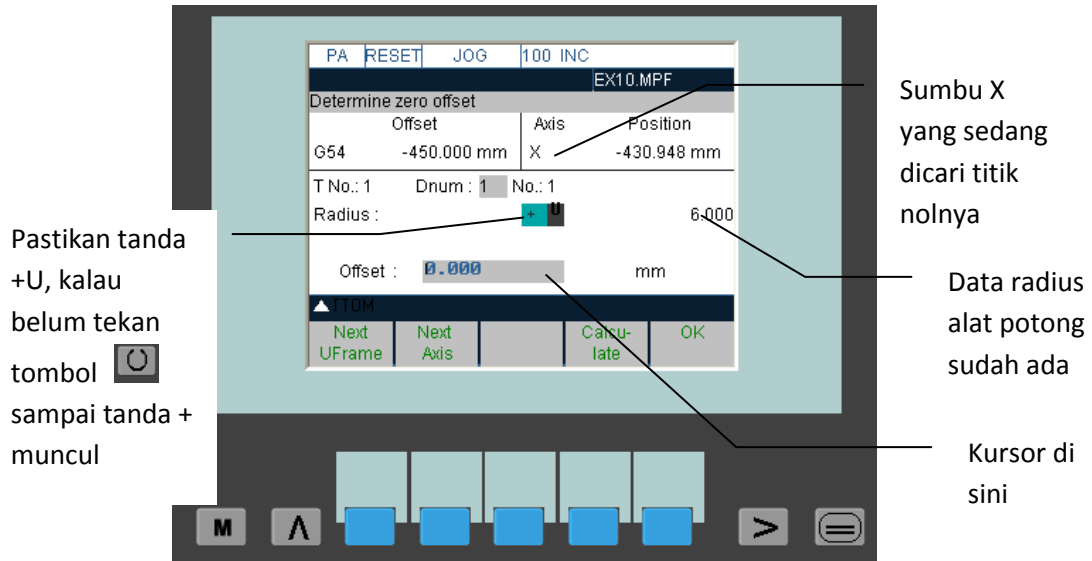 PA RESET JOG 100 INC
EX10.MPF
Determine zero offset
Offset Axis Position
G54 -450.000 mm X -430.948 mm
T No.: 1 Dnum : 1 No.: 1
Radius : + U 6.000
Offset : 0.000 mm
TTOM
Next UFrame
Next Axis
Calcu-late
OK
Pastikan tanda
+U, kalau
belum tekan
tombol
sampai tanda +
muncul
Sumbu X
yang sedang
dicari titik
nolnya
Data radius
alat potong
sudah ada
Kursor di
sini
M Λ >